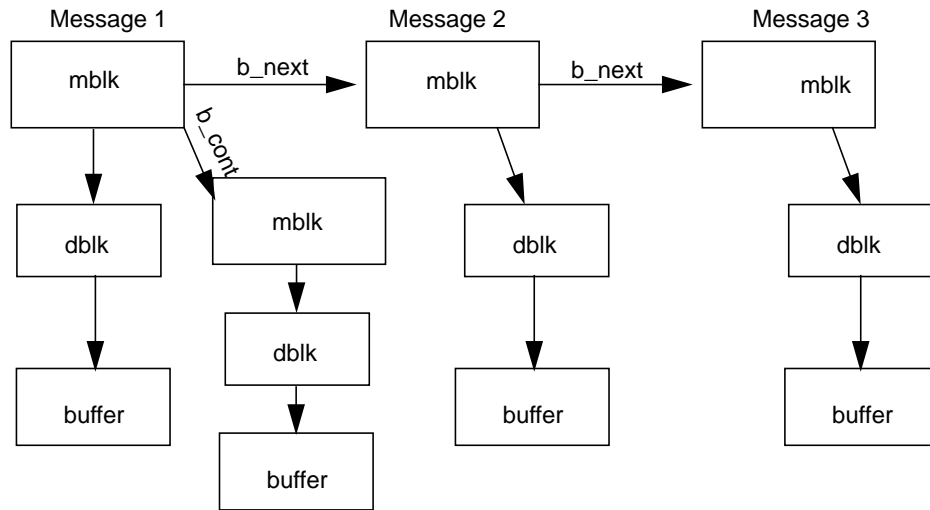 Message 1
Message 2
Message 3
mblk
b_next
mblk
b_next
mblk
b_cont
mblk
dblk
dblk
dblk
dblk
buffer
buffer
buffer
buffer